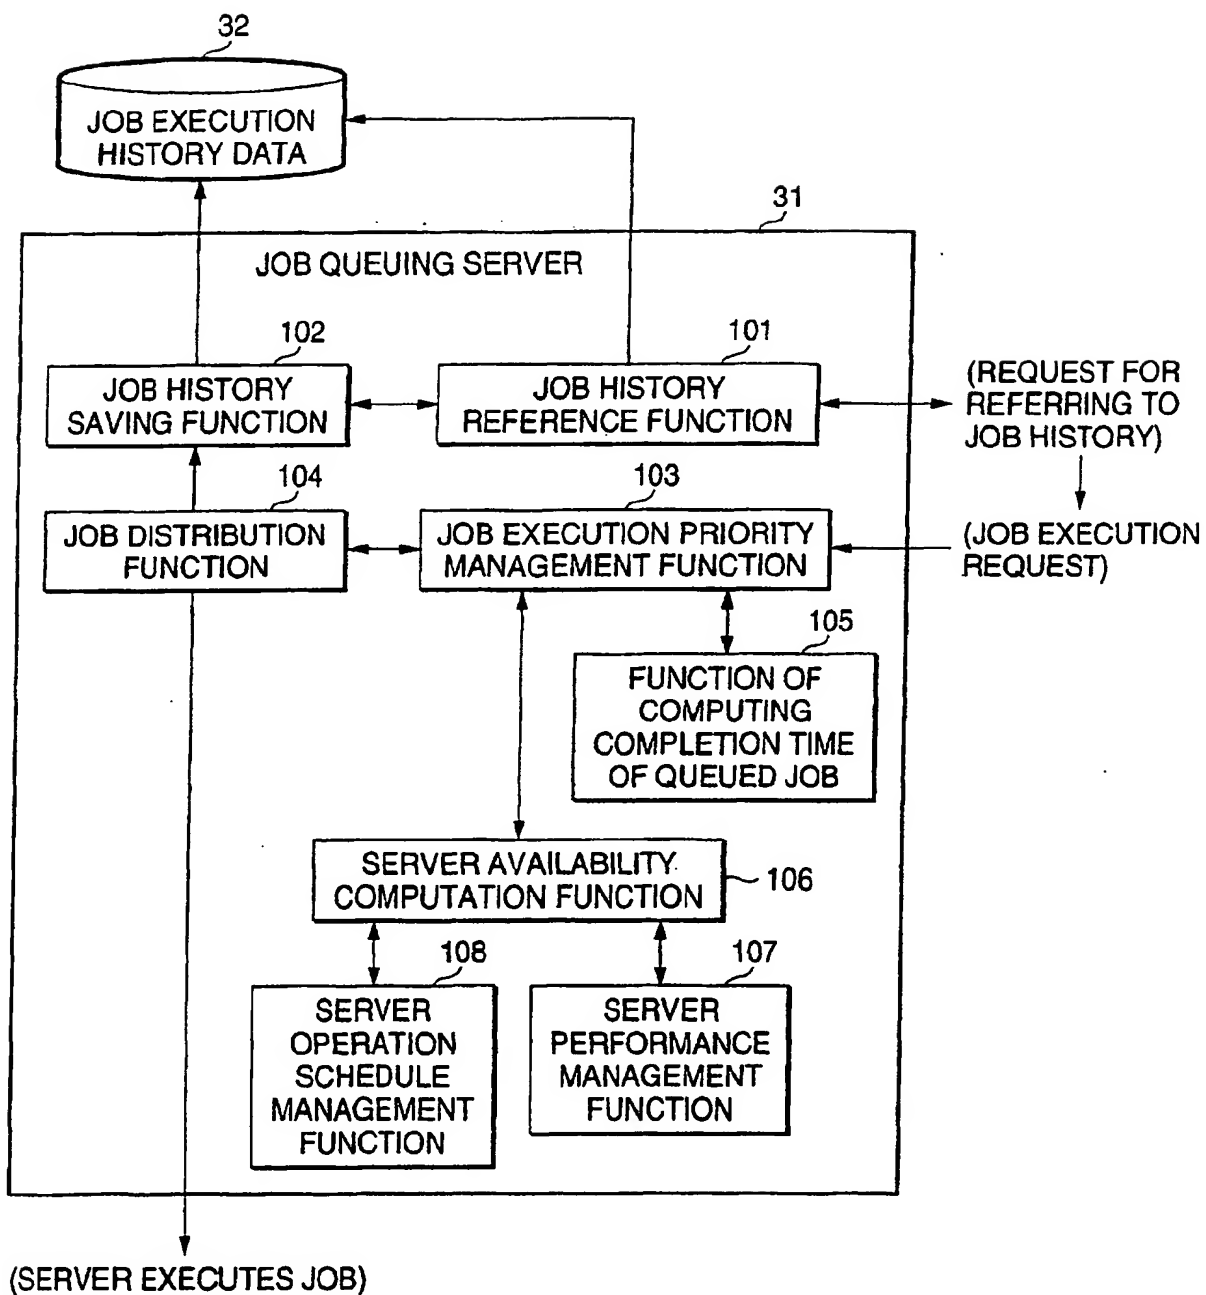 32
JOB EXECUTION
HISTORY DATA
31
JOB QUEUING SERVER
102
JOB HISTORY
SAVING FUNCTION
101
JOB HISTORY
REFERENCE FUNCTION
(REQUEST FOR
REFERRING TO
JOB HISTORY)
104
JOB DISTRIBUTION
FUNCTION
103
JOB EXECUTION PRIORITY
MANAGEMENT FUNCTION
(JOB EXECUTION
REQUEST)
105
FUNCTION OF
COMPUTING
COMPLETION TIME
OF QUEUED JOB
SERVER AVAILABILITY
COMPUTATION FUNCTION
106
108
SERVER
OPERATION
SCHEDULE
MANAGEMENT
FUNCTION
107
SERVER
PERFORMANCE
MANAGEMENT
FUNCTION
(SERVER EXECUTES JOB)